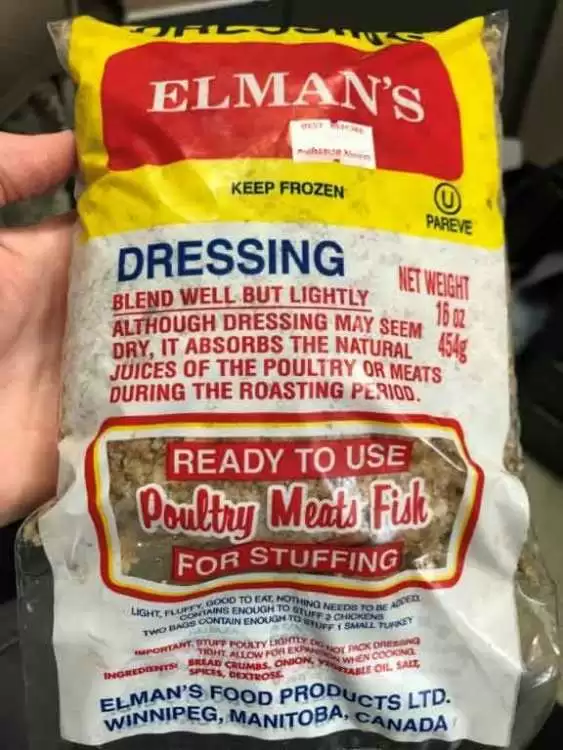 DRESSING
ELMAN'S
BEST BEFORE
KEEP FROZEN
U
PAREVE
DRESSING
NET WEIGHT
16 oz
454g
BLEND WELL BUT LIGHTLY
ALTHOUGH DRESSING MAY SEEM
DRY, IT ABSORBS THE NATURAL
JUICES OF THE POULTRY OR MEATS
DURING THE ROASTING PERIOD.
READY TO USE
Poultry Meats Fish
FOR STUFFING
LIGHT, FLUFFY, GOOD TO EAT, NOTHING NEEDS TO BE ADDED.
CONTAINS ENOUGH TO STUFF 2 CHICKENS
TWO BAGS CONTAIN ENOUGH TO STUFF 1 SMALL TURKEY
IMPORTANT, STUFF POULTY LIGHTLY DO NOT PACK DRESSING
TIGHT. ALLOW FOR EXPANSION WHEN COOKING.
INGREDIENTS: BREAD CRUMBS, ONION, VEGETABLE OIL, SALT,
SPICES, DEXTROSE.
ELMAN'S FOOD PRODUCTS LTD.
WINNIPEG, MANITOBA, CANADA